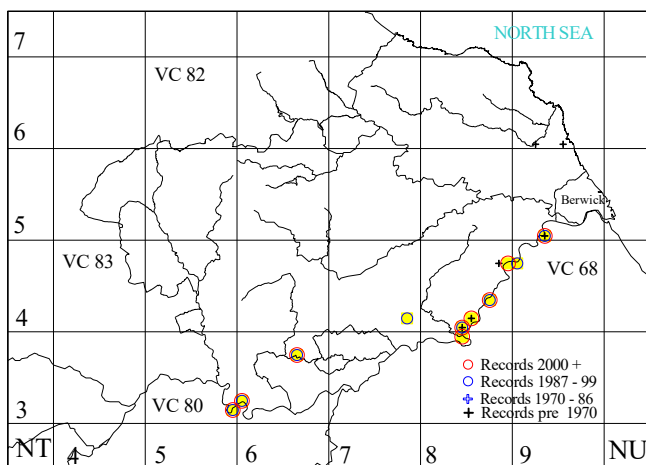 7
NORTH SEA
VC 82
6
Berwick
5
VC 83
VC 68
4
Records 2000 +
Records 1987 - 99
Records 1970 - 86
Records pre 1970
VC 80
3
NT 4 5 6 7 8 9 NU